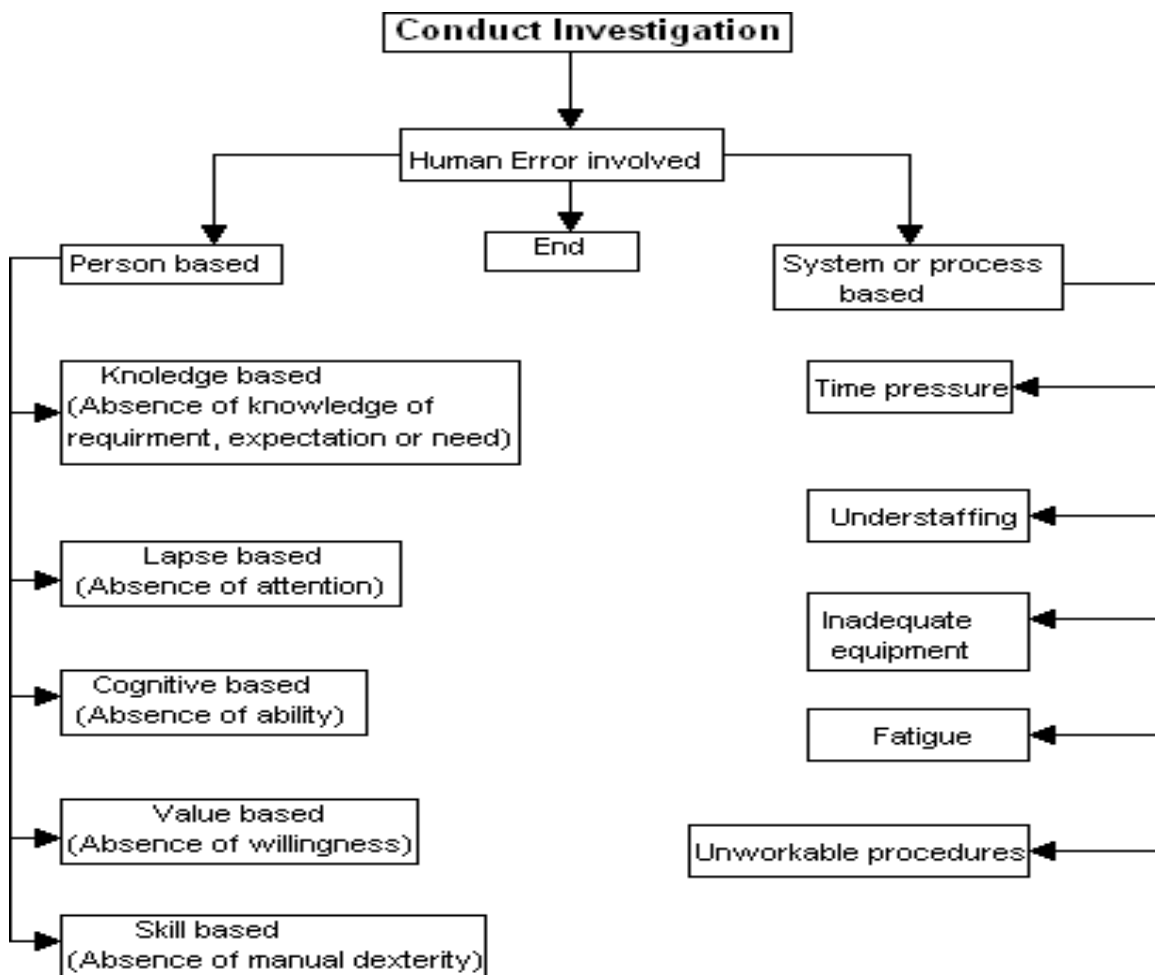 Conduct Investigation
Human Error involved
End
Person based
System or process
based
Knoledge based
(Absence of knowledge of
requirment, expectation or need)
Time pressure
Lapse based
(Absence of attention)
Understaffing
Inadequate
equipment
Cognitive based
(Absence of ability)
Fatigue
Value based
(Absence of willingness)
Unworkable procedures
Skill based
(Absence of manual dexterity)